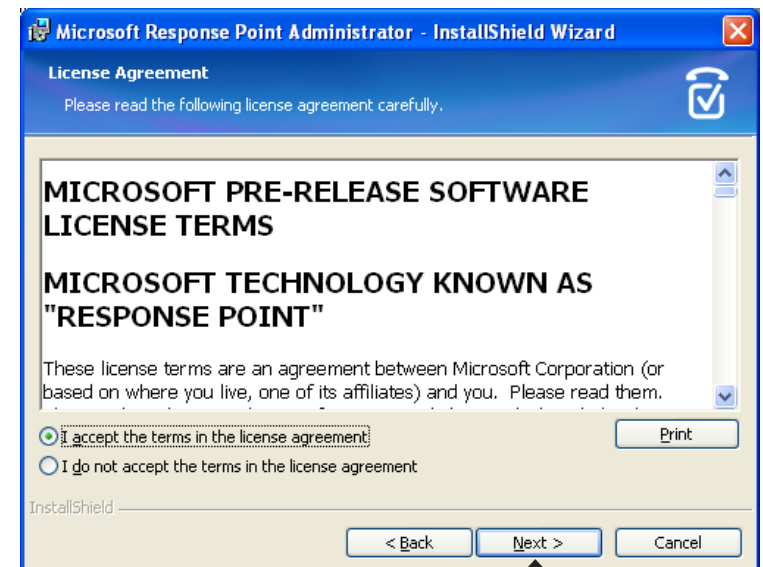 Microsoft Response Point Administrator - InstallShield Wizard
License Agreement
Please read the following license agreement carefully.
MICROSOFT PRE-RELEASE SOFTWARE
LICENSE TERMS
MICROSOFT TECHNOLOGY KNOWN AS
"RESPONSE POINT"
These license terms are an agreement between Microsoft Corporation (or
based on where you live, one of its affiliates) and you.  Please read them.
I accept the terms in the license agreement
Print
I do not accept the terms in the license agreement
InstallShield
< Back
Next >
Cancel